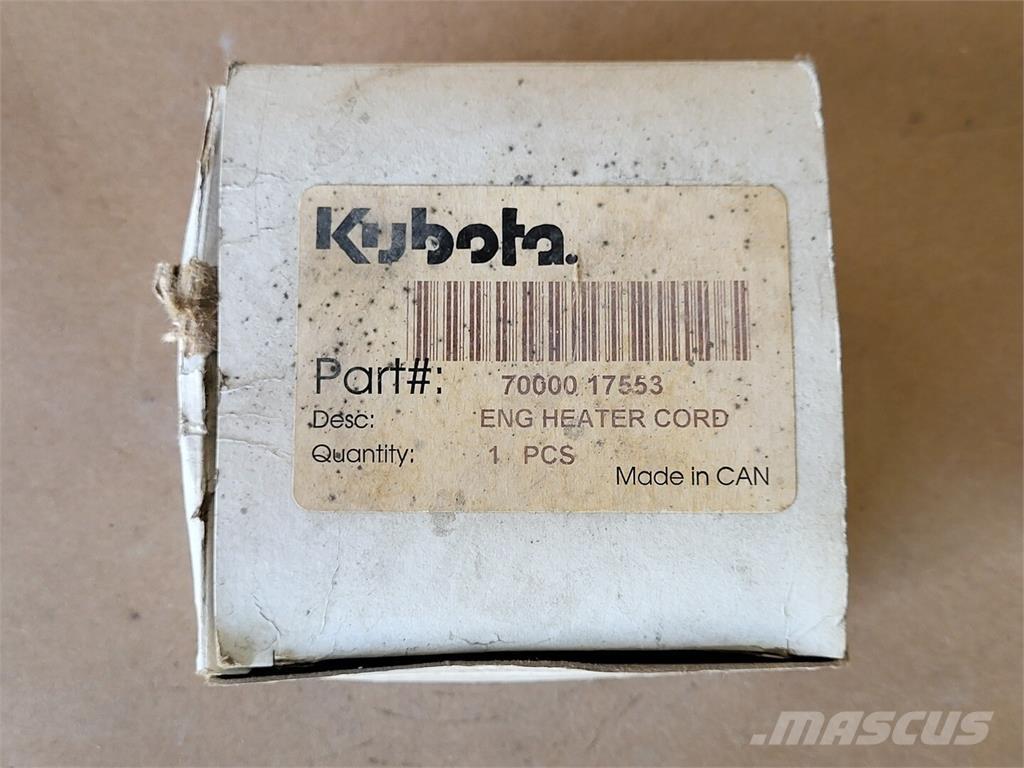 Kubota.
Part#: 70000 17553
Desc: ENG HEATER CORD
Quantity: 1 PCS
Made in CAN
MASCUS